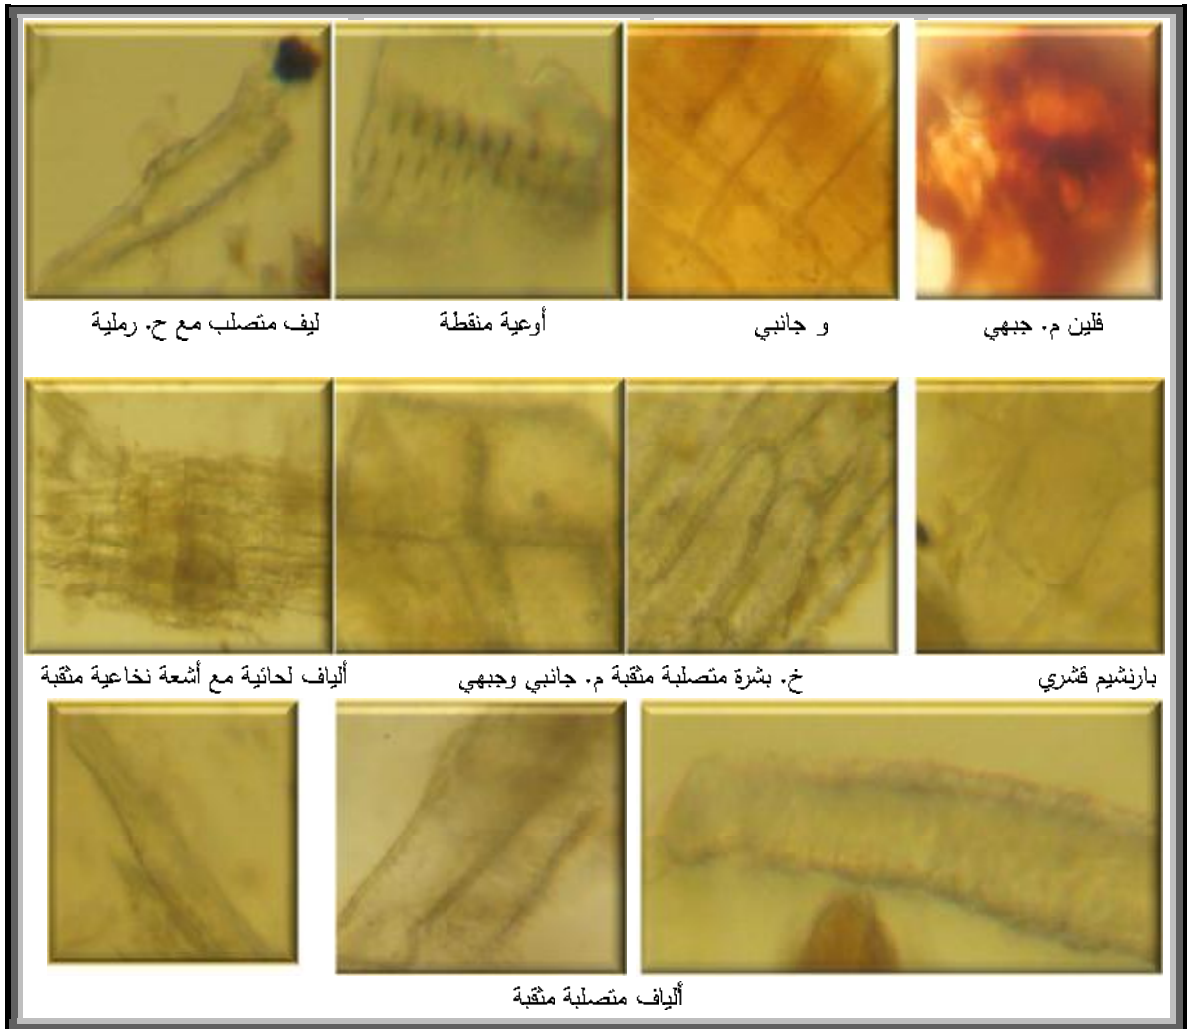 فلين م. جبهي
و جانبي
أوعية منقطة
ليف متصلب مع ح. رملية
بارنشيم قشري
خ. بشرة متصلبة مثقبة م. جانبي وجبهي
ألياف لحائية مع أشعة نخاعية مثقبة
ألياف متصلبة مثقبة